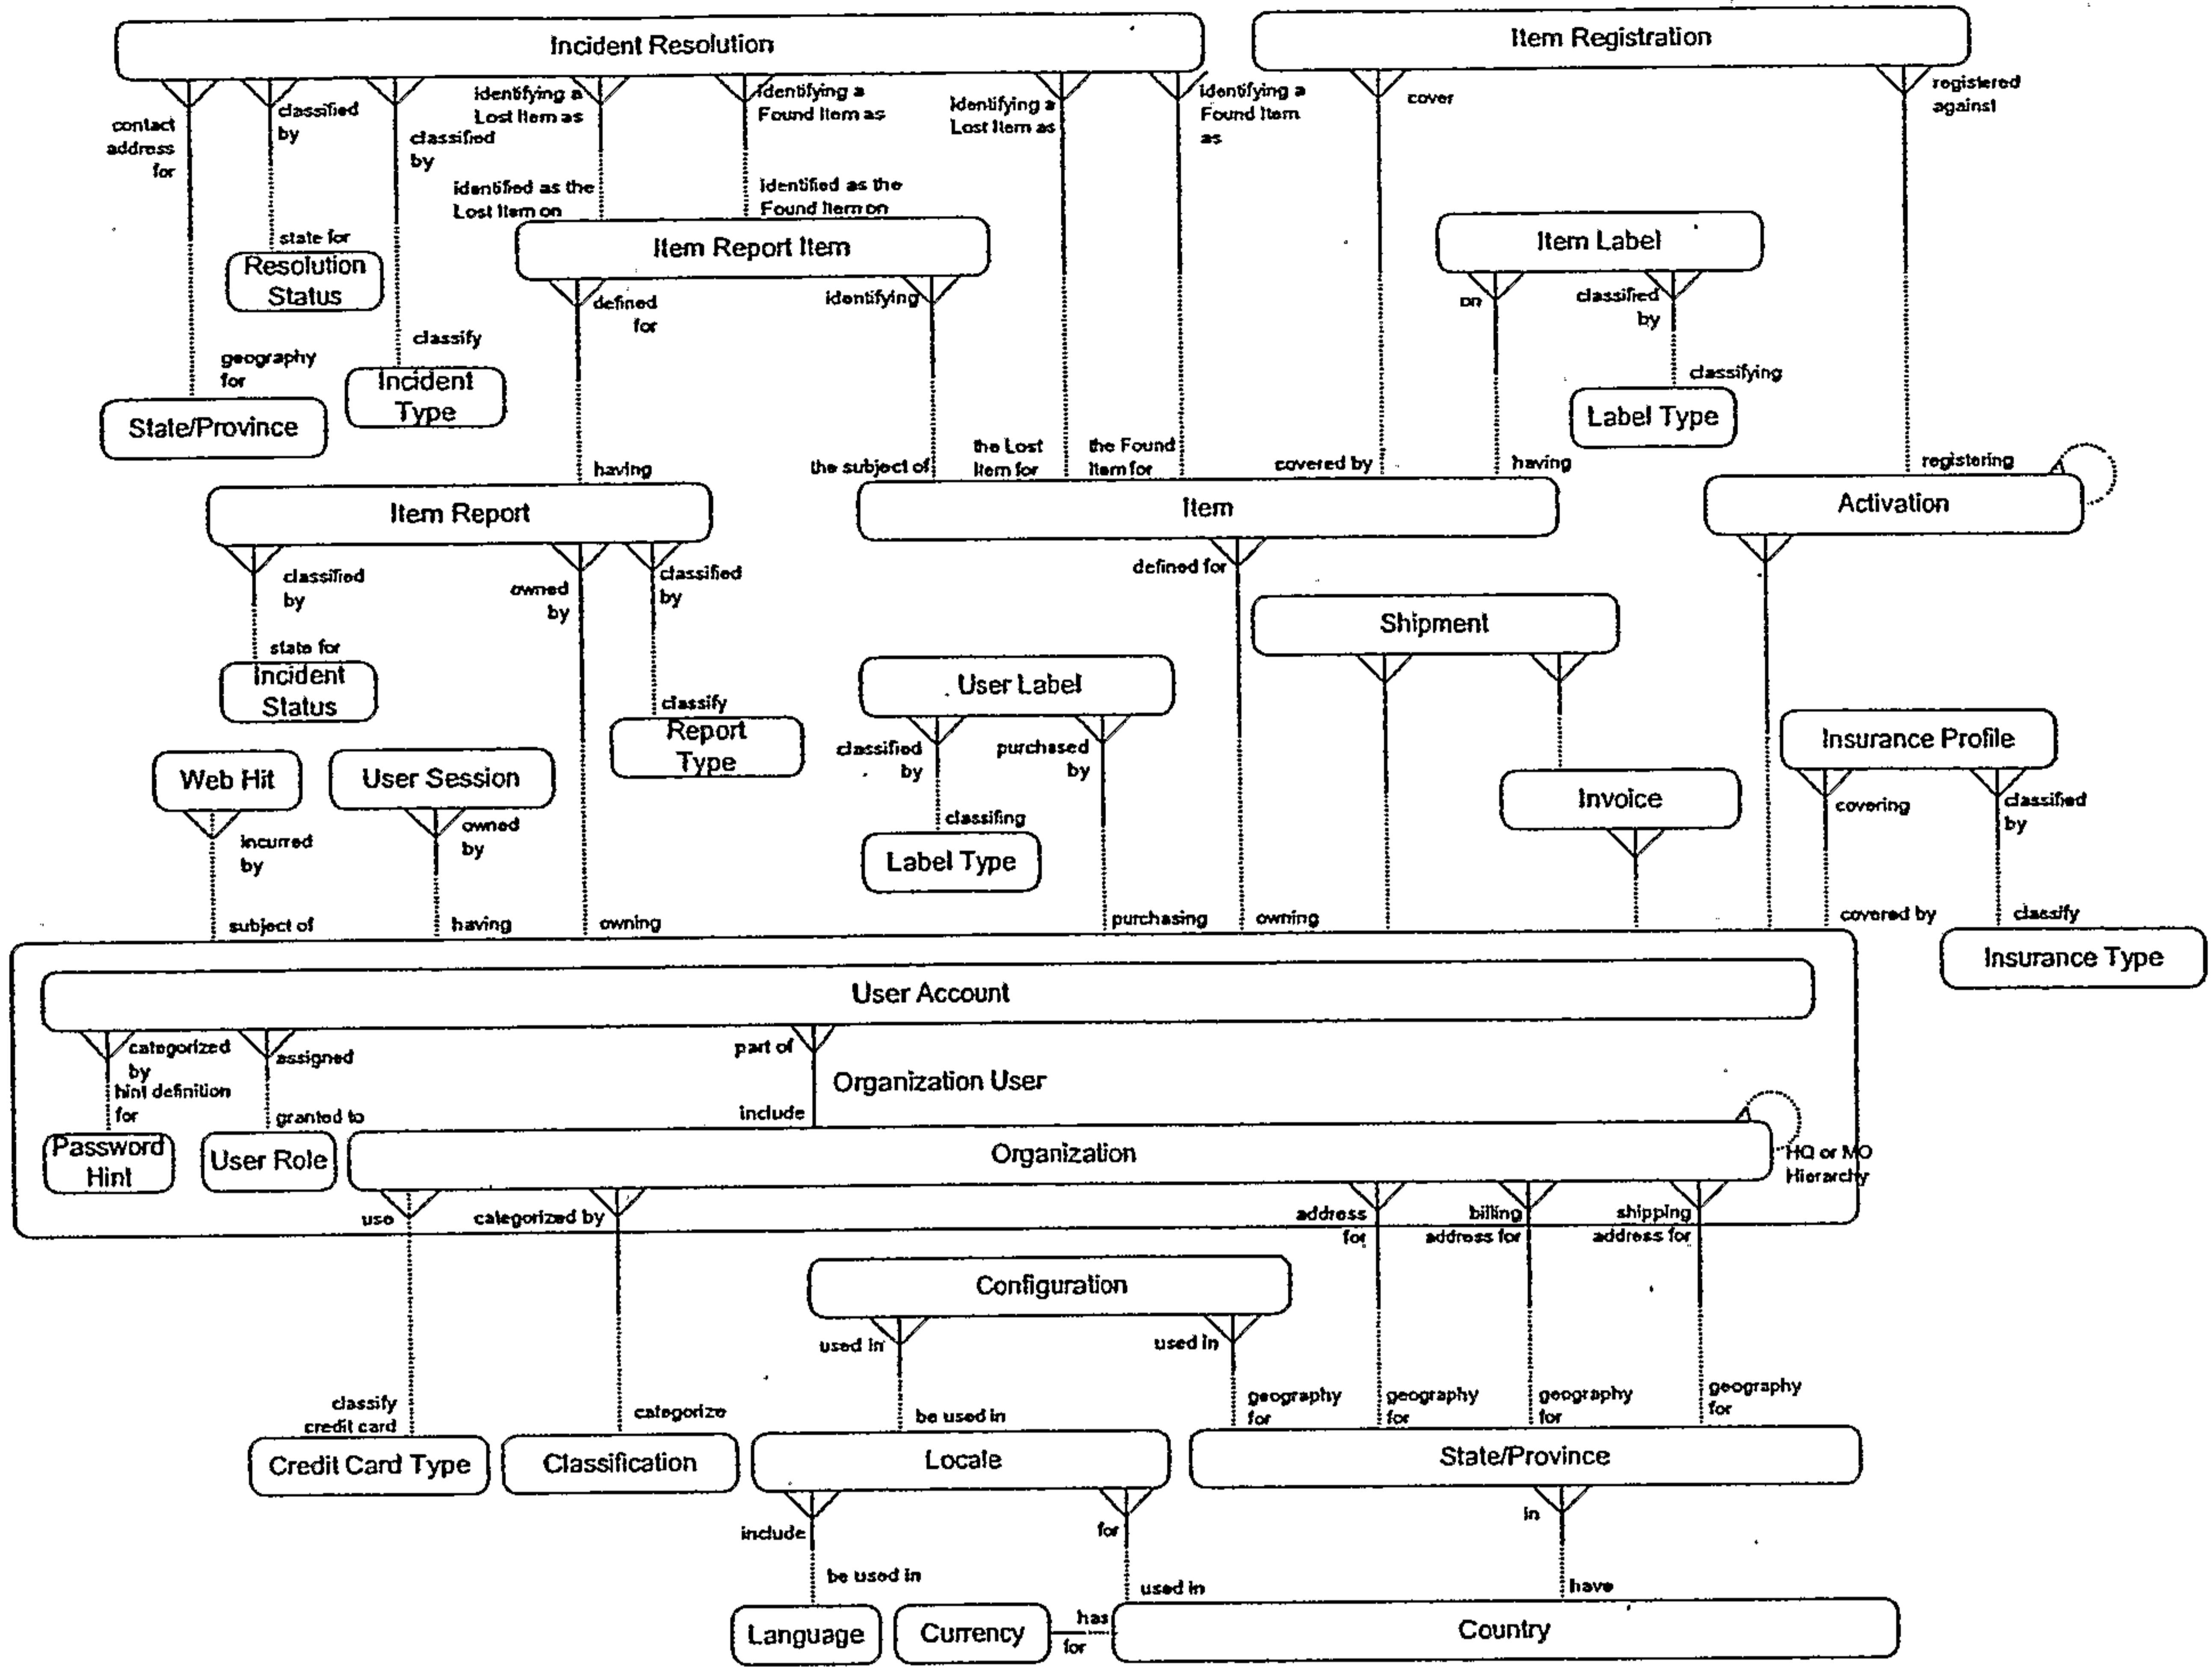 Incident Resolution
Item Registration
contact
address
for
classified
by
classified
by
identifying a
Lost Item as
identifying a
Found Item as
identifying a
Lost Item as
identifying a
Found Item
as
cover
registered
against
identified as the
Lost Item on
identified as the
Found Item on
state for
Resolution
Status
Item Report Item
Item Label
defined
for
identifying
on
classified
by
geography
for
classify
classifying
State/Province
Incident
Type
Label Type
having
the subject of
the Lost
Item for
the Found
Item for
covered by
having
registering
Item Report
Item
Activation
classified
by
owned
by
classified
by
defined for
state for
Incident
Status
Shipment
User Label
classify
Report
Type
classified
by
purchased
by
Insurance Profile
Web Hit
User Session
Invoice
covering
classified
by
incurred
by
owned
by
classifing
Label Type
subject of
having
owning
purchasing
owning
covered by
classify
Insurance Type
User Account
categorized
by
assigned
part of
hint definition
for
granted to
Organization User
include
Password
Hint
User Role
Organization
HQ or MO
Hierarchy
use
categorized by
address
for
billing
address for
shipping
address for
Configuration
used in
used in
classify
credit card
categorize
be used in
geography
for
geography
for
geography
for
geography
for
Credit Card Type
Classification
Locale
State/Province
include
for
in
be used in
used in
have
Language
Currency
has
for
Country